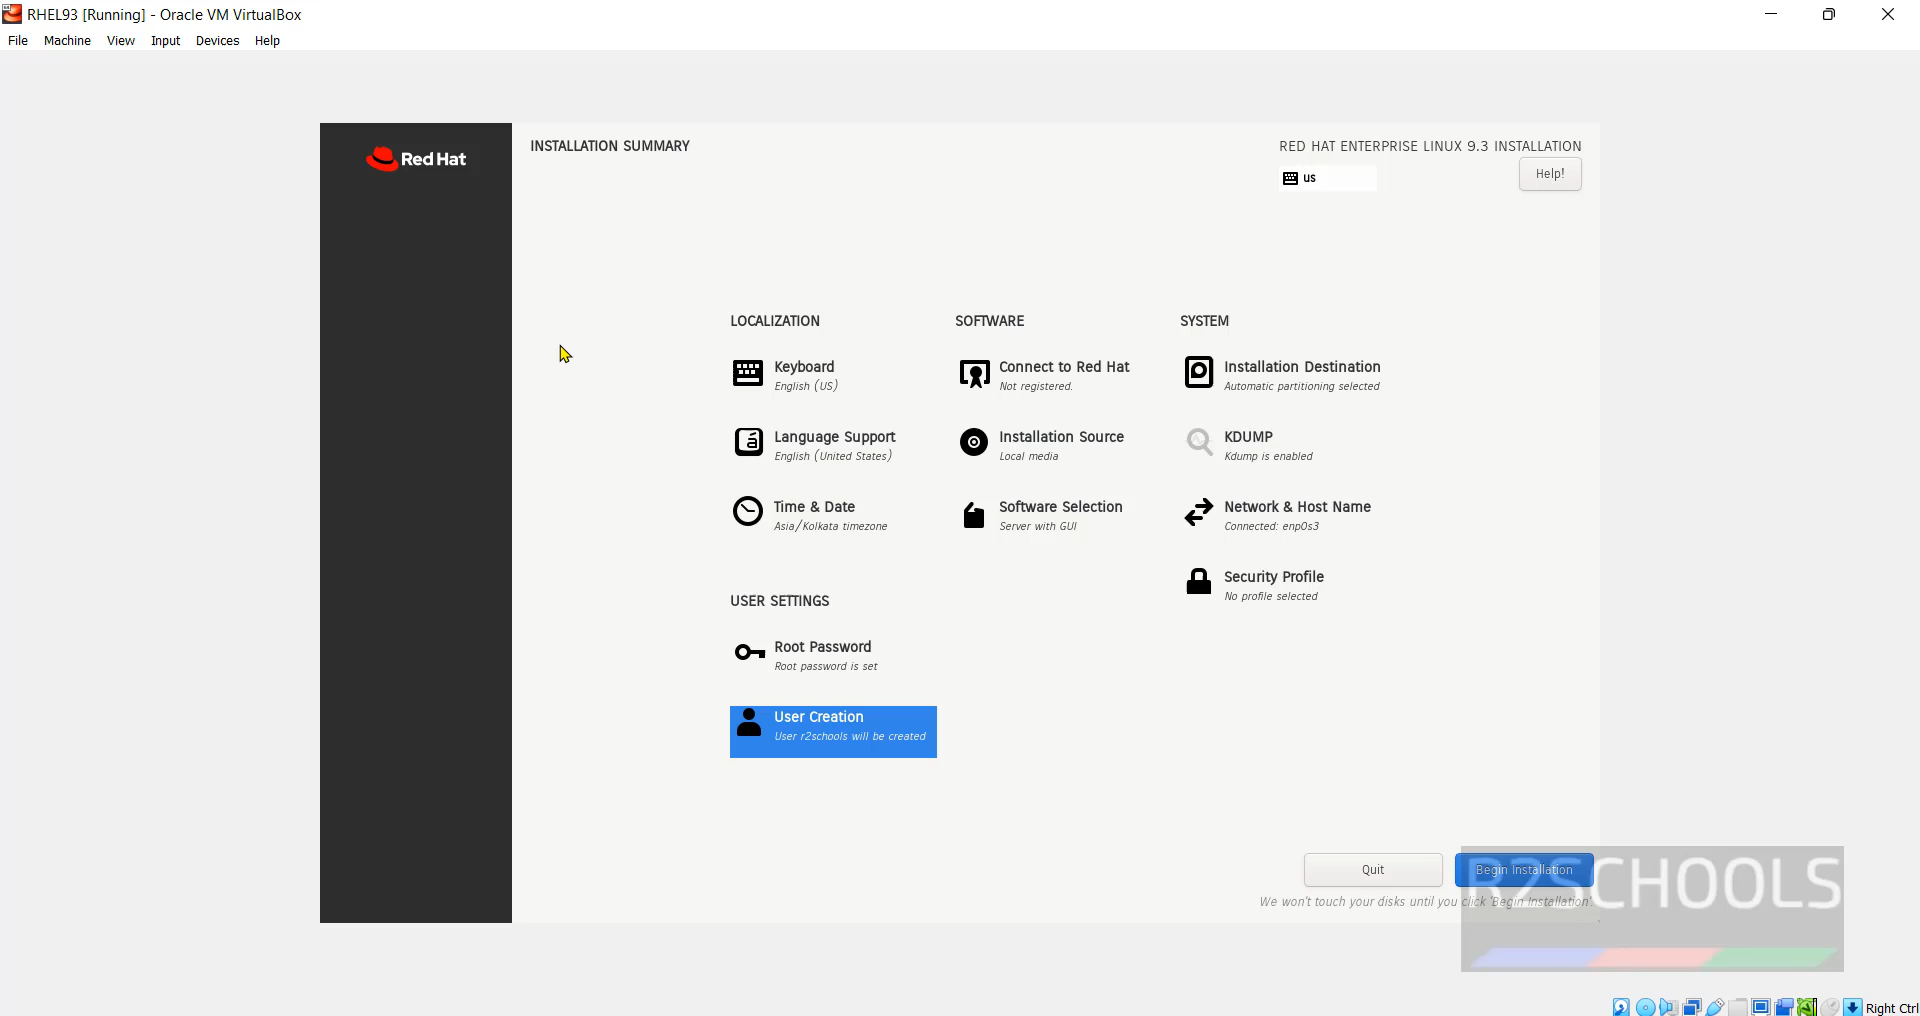 RHEL93 [Running] - Oracle VM VirtualBox
File Machine View Input Devices Help
Red Hat
INSTALLATION SUMMARY
RED HAT ENTERPRISE LINUX 9.3 INSTALLATION
us
Help!
LOCALIZATION
Keyboard
English (US)
Language Support
English (United States)
Time & Date
Asia/Kolkata timezone
SOFTWARE
Connect to Red Hat
Not registered.
Installation Source
Local media
Software Selection
Server with GUI
SYSTEM
Installation Destination
Automatic partitioning selected
KDUMP
Kdump is enabled
Network & Host Name
Connected: enp0s3
Security Profile
No profile selected
USER SETTINGS
Root Password
Root password is set
User Creation
User r2schools will be created
Quit
Begin Installation
We won't touch your disks until you click 'Begin Installation'.
R2SCHOOLS
Right Ctrl